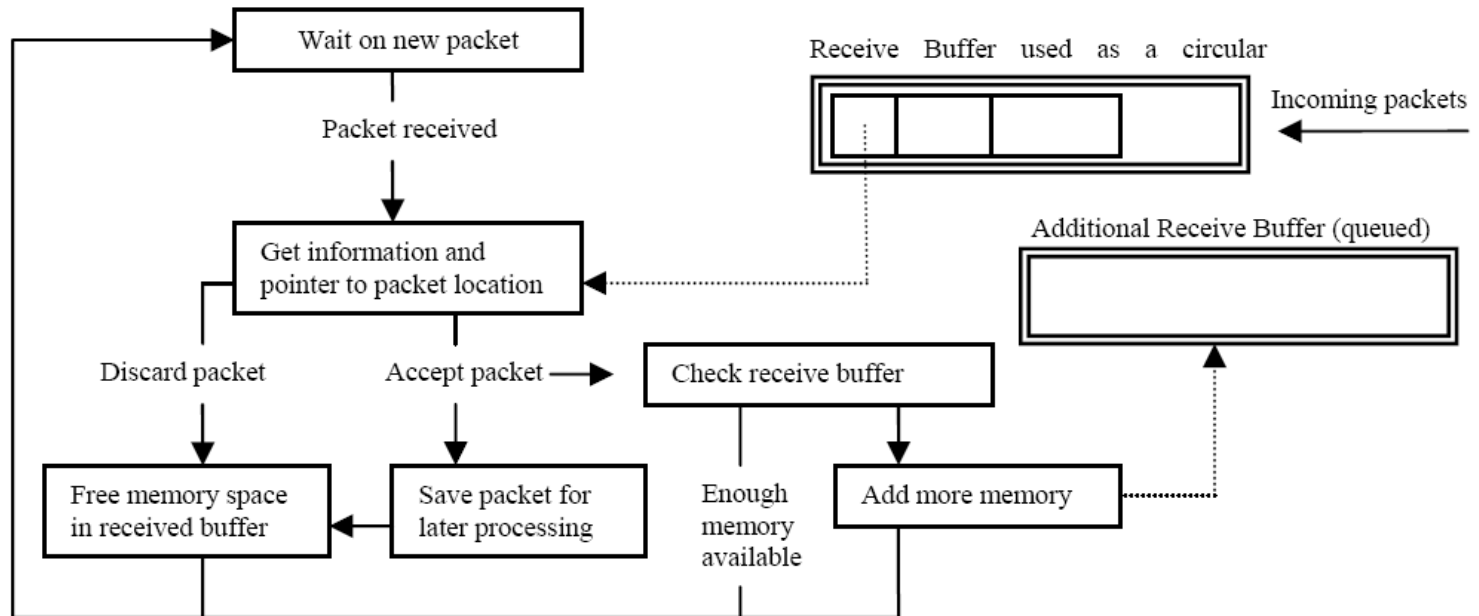 Wait on new packet
Receive Buffer used as a circular
Incoming packets
Packet received
Additional Receive Buffer (queued)
Get information and
pointer to packet location
Discard packet
Accept packet
Check receive buffer
Free memory space
in received buffer
Save packet for
later processing
Enough
memory
available
Add more memory